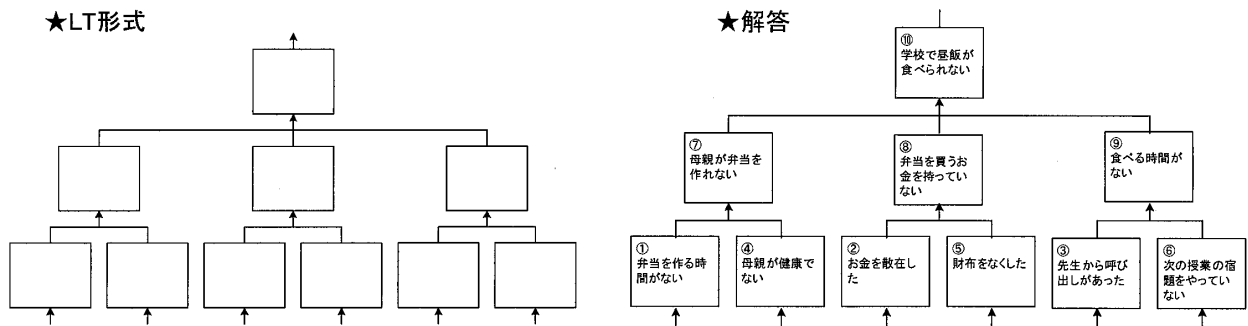 ★LT形式
★解答
⑩
学校で昼飯が
食べられない
⑦
母親が弁当を
作れない
⑧
弁当を買うお
金を持ってい
ない
⑨
食べる時間が
ない
①
弁当を作る時
間がない
④
母親が健康で
ない
②
お金を散在し
た
⑤
財布をなくした
③
先生から呼び
出しがあった
⑥
次の授業の宿
題をやってい
ない